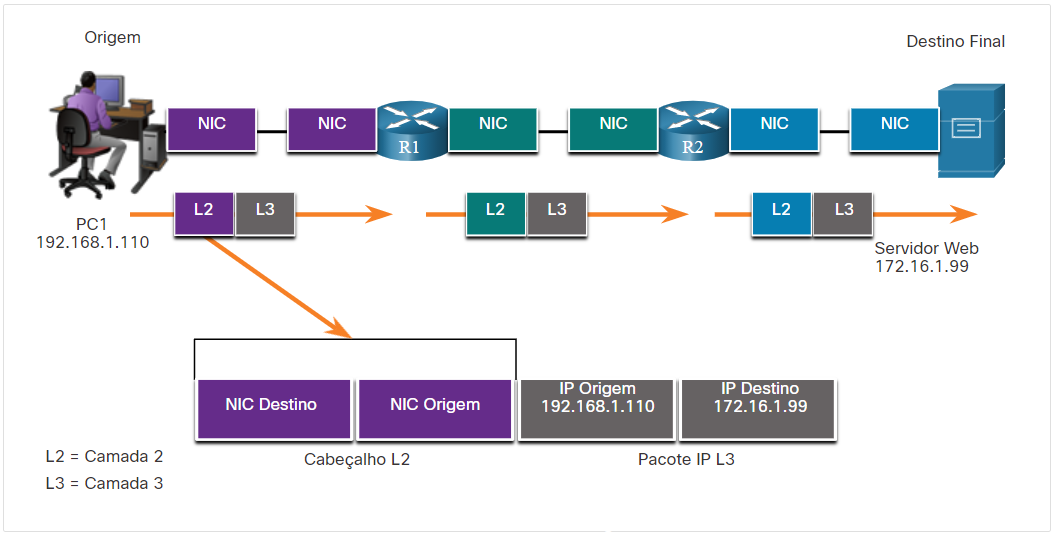 Origem
Destino Final
NIC
NIC
R1
NIC
NIC
R2
NIC
NIC
L2
L3
L2
L3
L2
L3
PC1
192.168.1.110
Servidor Web
172.16.1.99
NIC Destino
NIC Origem
IP Origem
192.168.1.110
IP Destino
172.16.1.99
L2 = Camada 2
Cabeçalho L2
Pacote IP L3
L3 = Camada 3